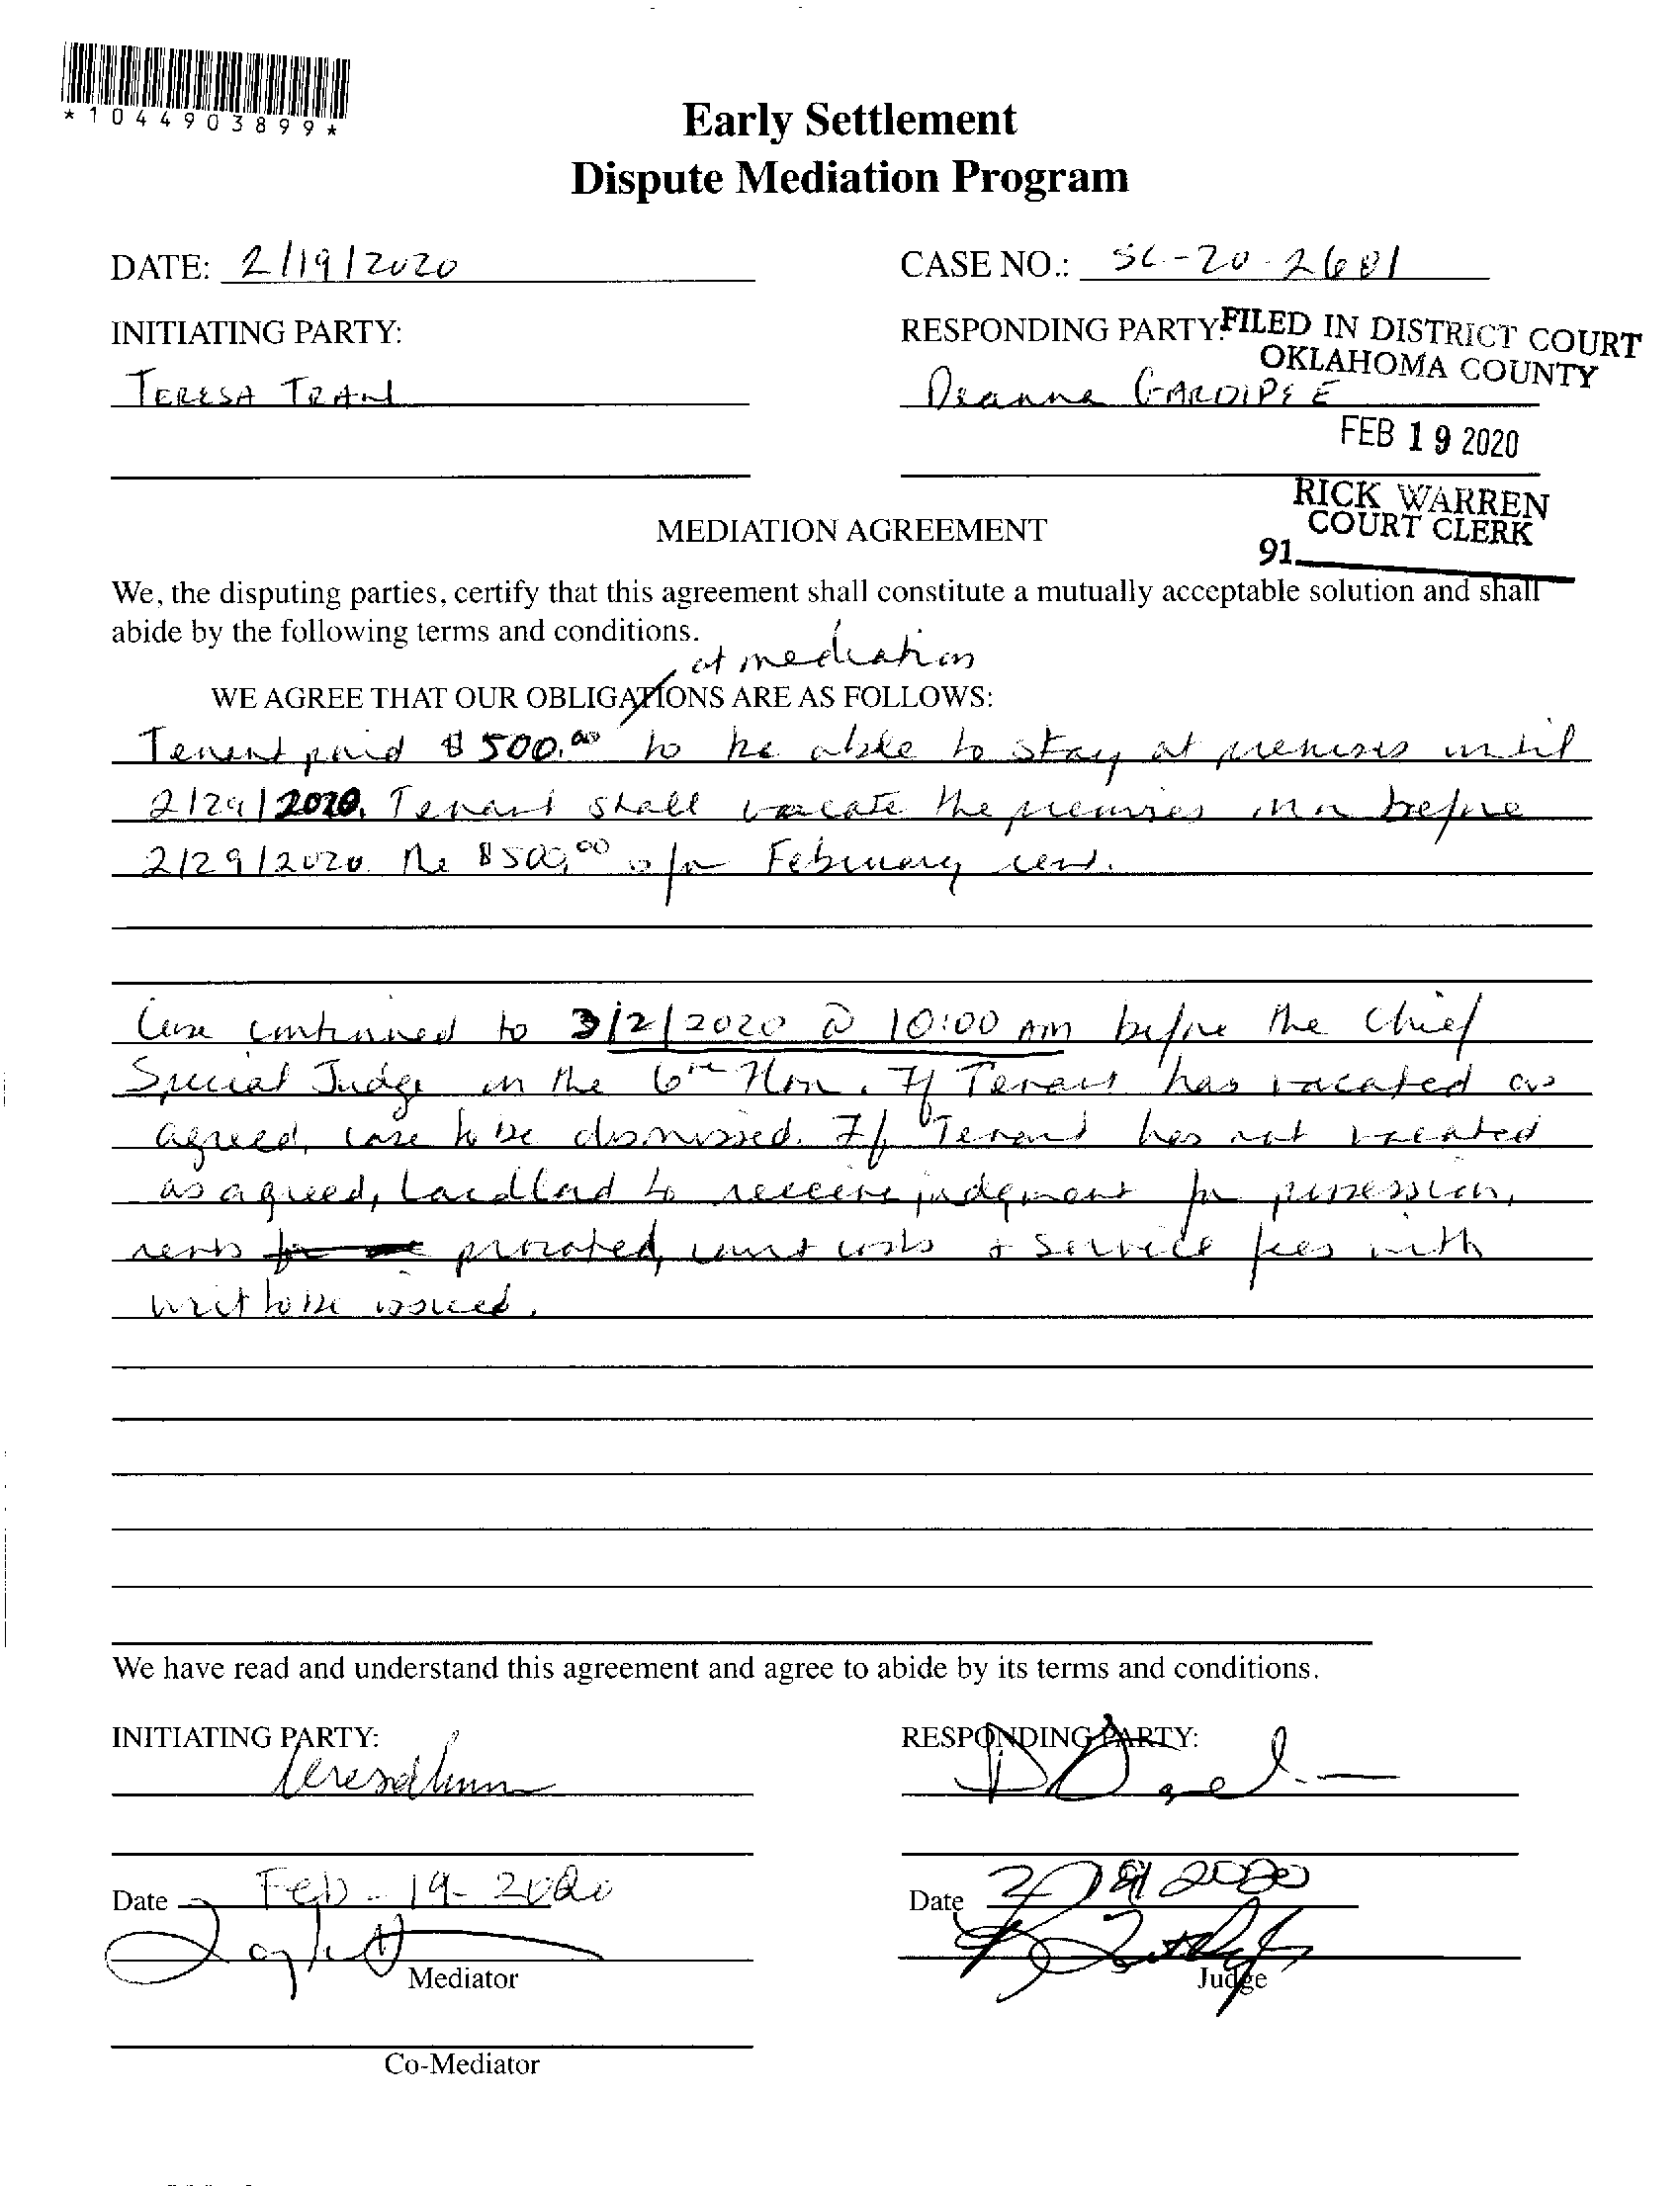 *1044903899*
Early Settlement
Dispute Mediation Program
DATE: 2/19/2020
CASE NO.: SC-20-2681
INITIATING PARTY:
RESPONDING PARTY:
FILED IN DISTRICT COURT
OKLAHOMA COUNTY
TERESA TRAN
Deanna GARDIPEE
FEB 19 2020
RICK WARREN
COURT CLERK
91
MEDIATION AGREEMENT
We, the disputing parties, certify that this agreement shall constitute a mutually acceptable solution and shall
abide by the following terms and conditions.
at mediation
WE AGREE THAT OUR OBLIGATIONS ARE AS FOLLOWS:
Tenent paid $500.00 to be able to stay at premises until
2/29/2020. Tenant shall vacate the premises on or before
2/29/2020. The $500.00 is for February rent.
Case continued to 3/2/2020 @ 10:00 AM before the Chief
Special Judge on the 6th Floor. If Tenant has vacated as
agreed, case to be dismissed. If Tenant has not vacated
as agreed, Landlord to receive judgment for possession,
rents prorated, court costs + service fees with
writ to be issued.
We have read and understand this agreement and agree to abide by its terms and conditions.
INITIATING PARTY:
RESPONDING PARTY:
Date Feb-19-2020
Date
Mediator
Judge
Co-Mediator